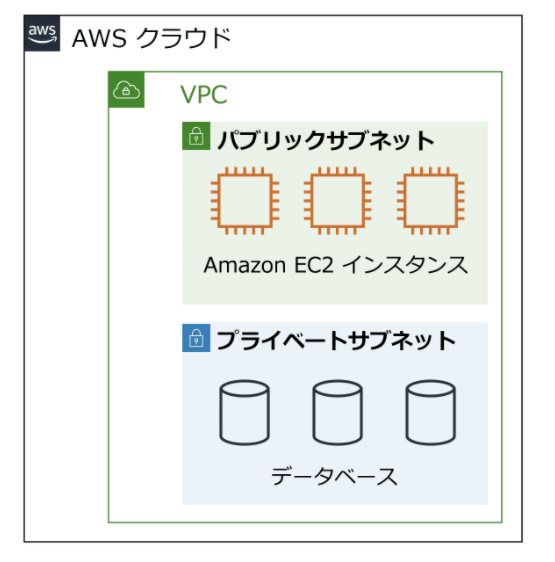 aws
AWS クラウド
VPC
パブリックサブネット
Amazon EC2 インスタンス
プライベートサブネット
データベース